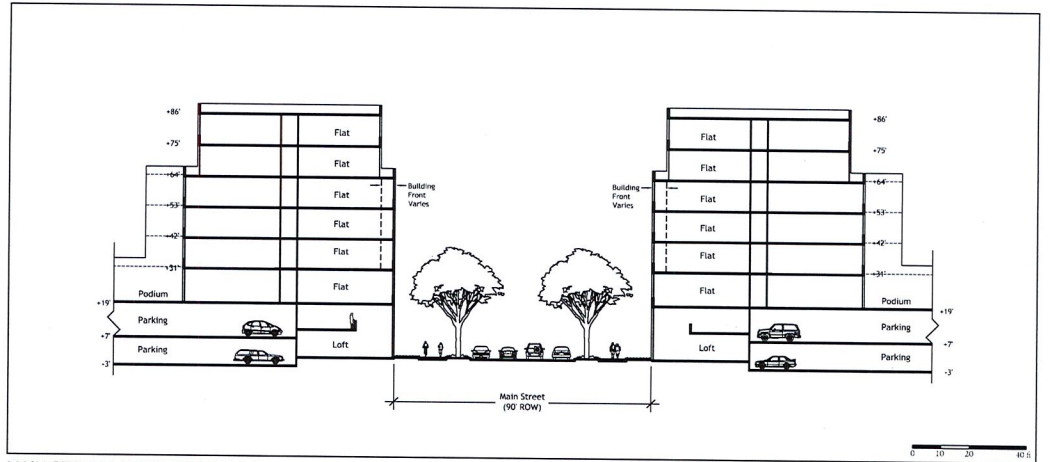 +86'
Flat
+75'
Flat
+64'
Flat
Building
Front
Varies
+53'
Flat
+42'
Flat
+31'
Flat
Podium
+19'
Parking
+7'
Loft
Parking
-3'
Flat
+86'
+75'
Flat
+64'
Building
Front
Varies
Flat
+53'
Flat
+42'
Flat
+31'
Flat
Podium
+19'
Parking
+7'
Loft
Parking
-3'
Main Street
(90' ROW)
0 10 20 40 ft